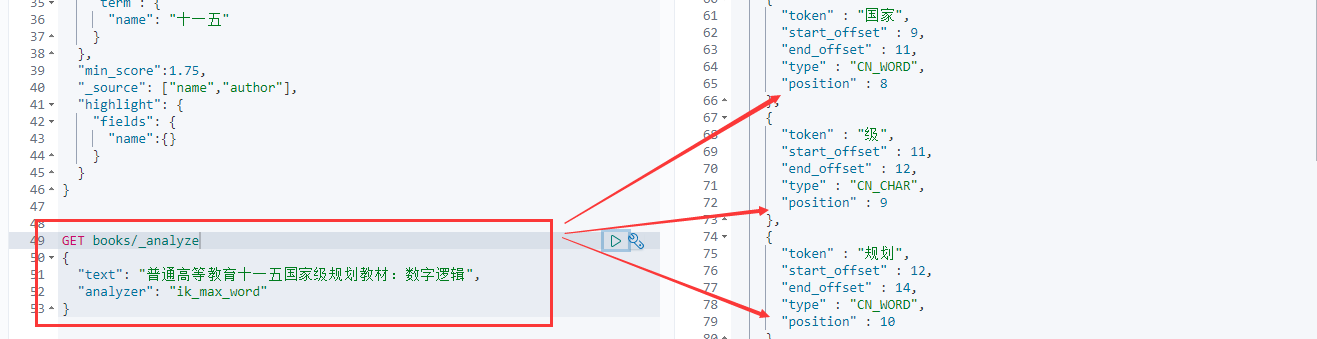 35 "term": {
36 "name": "十一五"
37 }
38 },
39 "min_score":1.75,
40 "_source": ["name","author"],
41 "highlight": {
42 "fields": {
43 "name":{}
44 }
45 }
46 }
47
48
49 GET books/_analyze
50 {
51 "text": "普通高等教育十一五国家级规划教材：数字逻辑",
52 "analyzer": "ik_max_word"
53 }
60 {
61 "token" : "国家",
62 "start_offset" : 9,
63 "end_offset" : 11,
64 "type" : "CN_WORD",
65 "position" : 8
66 },
67 {
68 "token" : "级",
69 "start_offset" : 11,
70 "end_offset" : 12,
71 "type" : "CN_CHAR",
72 "position" : 9
73 },
74 {
75 "token" : "规划",
76 "start_offset" : 12,
77 "end_offset" : 14,
78 "type" : "CN_WORD",
79 "position" : 10
80 }